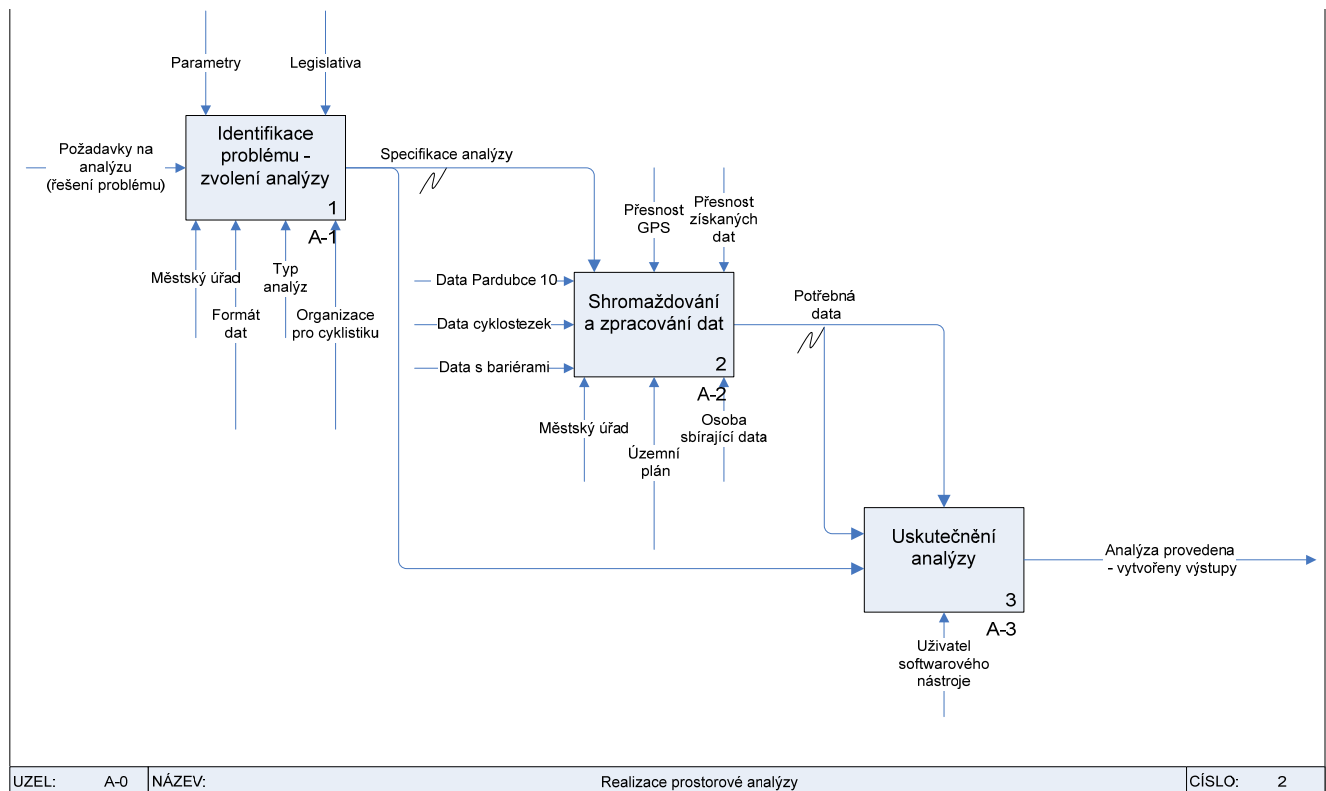 Parametry
Legislativa
Požadavky na
analýzu
(řešení problému)
Identifikace
problému -
zvolení analýzy
1
A-1
Specifikace analýzy
Městský úřad
Formát
dat
Typ
analýz
Organizace
pro cyklistiku
Přesnost
GPS
Přesnost
získaných
dat
Data Pardubce 10
Data cyklostezek
Data s bariérami
Shromaždování
a zpracování dat
2
A-2
Potřebná
data
Městský úřad
Územní
plán
Osoba
sbírající data
Uskutečnění
analýzy
3
A-3
Analýza provedena
- vytvořeny výstupy
Uživatel
softwarového
nástroje
UZEL: A-0 NÁZEV: Realizace prostorové analýzy CÍSLO: 2